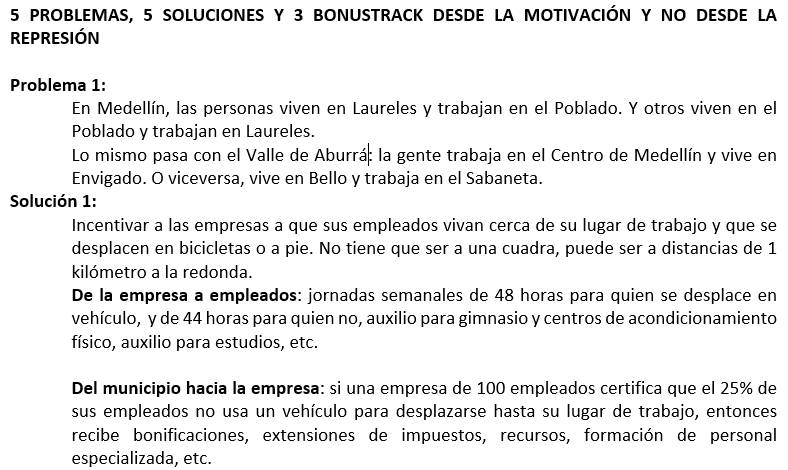 5 PROBLEMAS, 5 SOLUCIONES Y 3 BONUSTRACK DESDE LA MOTIVACIÓN Y NO DESDE LA
REPRESIÓN
Problema 1:
En Medellín, las personas viven en Laureles y trabajan en el Poblado. Y otros viven en el
Poblado y trabajan en Laureles.
Lo mismo pasa con el Valle de Aburrá: la gente trabaja en el Centro de Medellín y vive en
Envigado. O viceversa, vive en Bello y trabaja en el Sabaneta.
Solución 1:
Incentivar a las empresas a que sus empleados vivan cerca de su lugar de trabajo y que se
desplacen en bicicletas o a pie. No tiene que ser a una cuadra, puede ser a distancias de 1
kilómetro a la redonda.
De la empresa a empleados: jornadas semanales de 48 horas para quien se desplace en
vehículo, y de 44 horas para quien no, auxilio para gimnasio y centros de acondicionamiento
físico, auxilio para estudios, etc.
Del municipio hacia la empresa: si una empresa de 100 empleados certifica que el 25% de
sus empleados no usa un vehículo para desplazarse hasta su lugar de trabajo, entonces
recibe bonificaciones, extensiones de impuestos, recursos, formación de personal
especializada, etc.